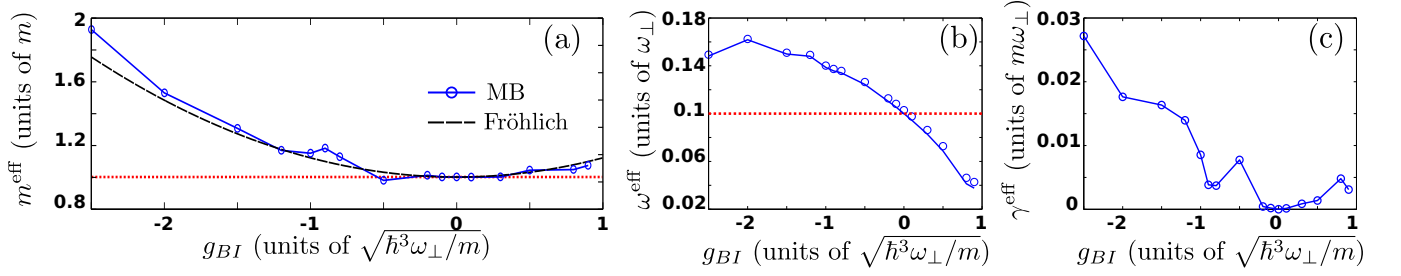 m^eff (units of m)
2
1.6
1.2
0.8
-2
-1
0
1
(a)
MB
Fröhlich
g_BI (units of √ħ³ω⊥/m)
ω^eff (units of ω⊥)
0.18
0.14
0.1
0.06
0.02
-2
-1
0
1
(b)
g_BI (units of √ħ³ω⊥/m)
γ^eff (units of mω⊥)
0.03
0.02
0.01
0
-2
-1
0
1
(c)
g_BI (units of √ħ³ω⊥/m)